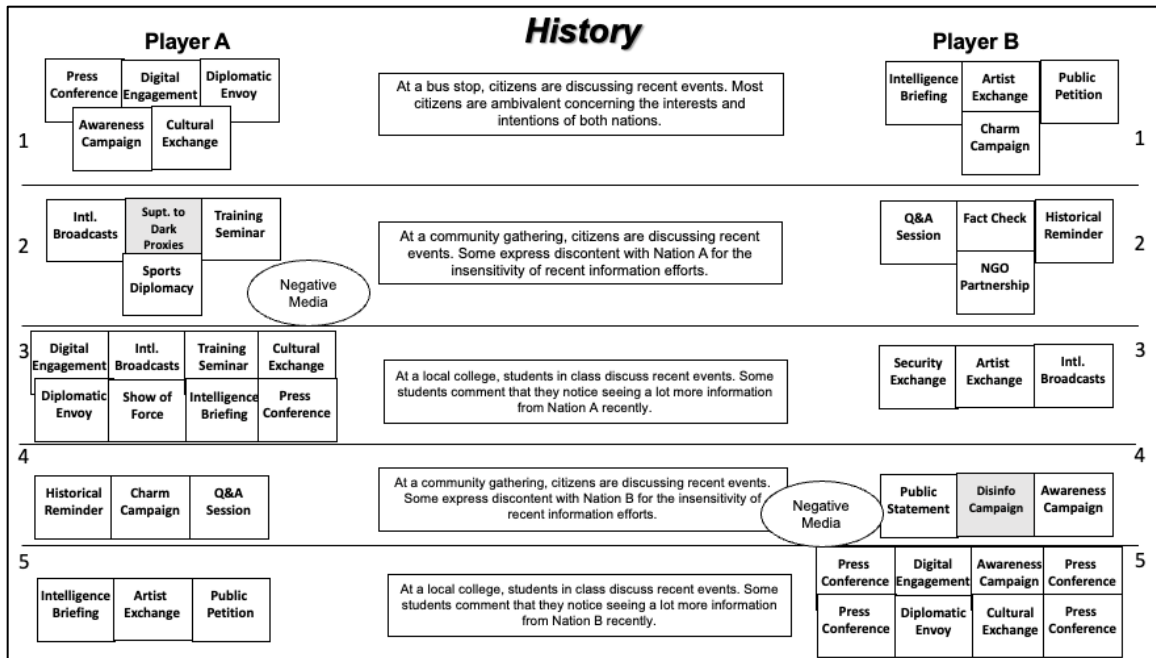 History
Player A
Player B
Press
Conference
Digital
Engagement
Diplomatic
Envoy
Awareness
Campaign
Cultural
Exchange
1
At a bus stop, citizens are discussing recent events. Most
citizens are ambivalent concerning the interests and
intentions of both nations.
Intelligence
Briefing
Artist
Exchange
Public
Petition
Charm
Campaign
1
2
Intl.
Broadcasts
Supt. to
Dark
Proxies
Training
Seminar
Sports
Diplomacy
Negative
Media
At a community gathering, citizens are discussing recent
events. Some express discontent with Nation A for the
insensitivity of recent information efforts.
Q&A
Session
Fact Check
Historical
Reminder
NGO
Partnership
2
3
Digital
Engagement
Intl.
Broadcasts
Training
Seminar
Cultural
Exchange
Diplomatic
Envoy
Show of
Force
Intelligence
Briefing
Press
Conference
At a local college, students in class discuss recent events. Some
students comment that they notice seeing a lot more information
from Nation A recently.
Security
Exchange
Artist
Exchange
Intl.
Broadcasts
3
4
Historical
Reminder
Charm
Campaign
Q&A
Session
At a community gathering, citizens are discussing recent events.
Some express discontent with Nation B for the insensitivity of
recent information efforts.
Negative
Media
Public
Statement
Disinfo
Campaign
Awareness
Campaign
4
5
Intelligence
Briefing
Artist
Exchange
Public
Petition
At a local college, students in class discuss recent events. Some
students comment that they notice seeing a lot more information
from Nation B recently.
Press
Conference
Digital
Engagement
Awareness
Campaign
Press
Conference
Press
Conference
Diplomatic
Envoy
Cultural
Exchange
Press
Conference
5